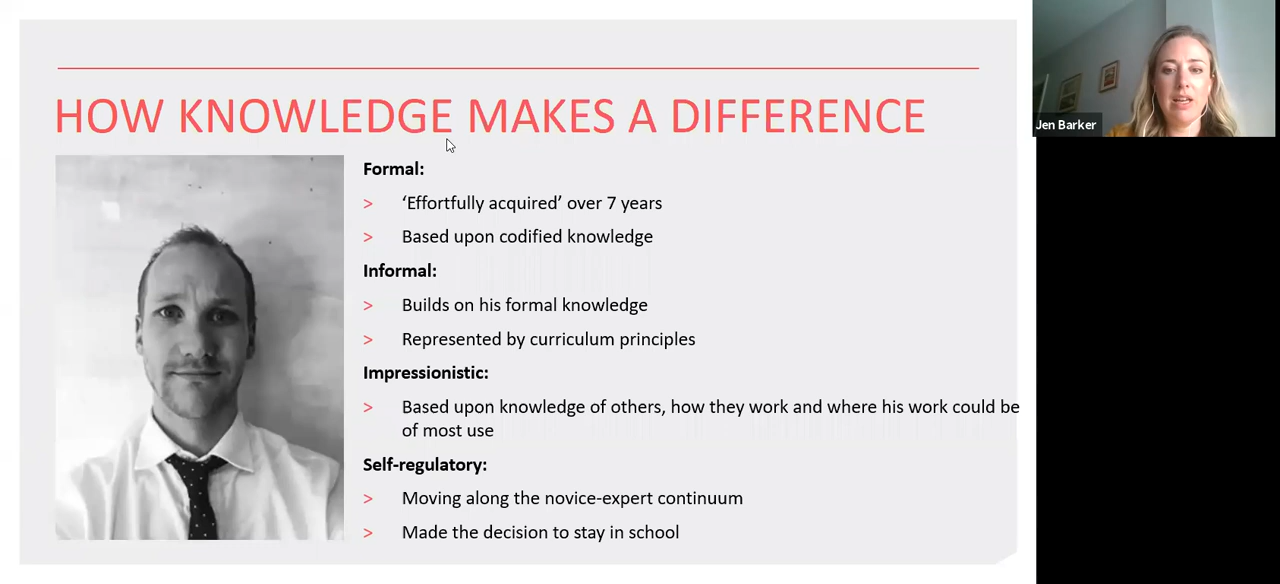 HOW KNOWLEDGE MAKES A DIFFERENCE
Formal:
> ‘Effortfully acquired’ over 7 years
> Based upon codified knowledge
Informal:
> Builds on his formal knowledge
> Represented by curriculum principles
Impressionistic:
> Based upon knowledge of others, how they work and where his work could be
of most use
Self-regulatory:
> Moving along the novice-expert continuum
> Made the decision to stay in school
Jen Barker